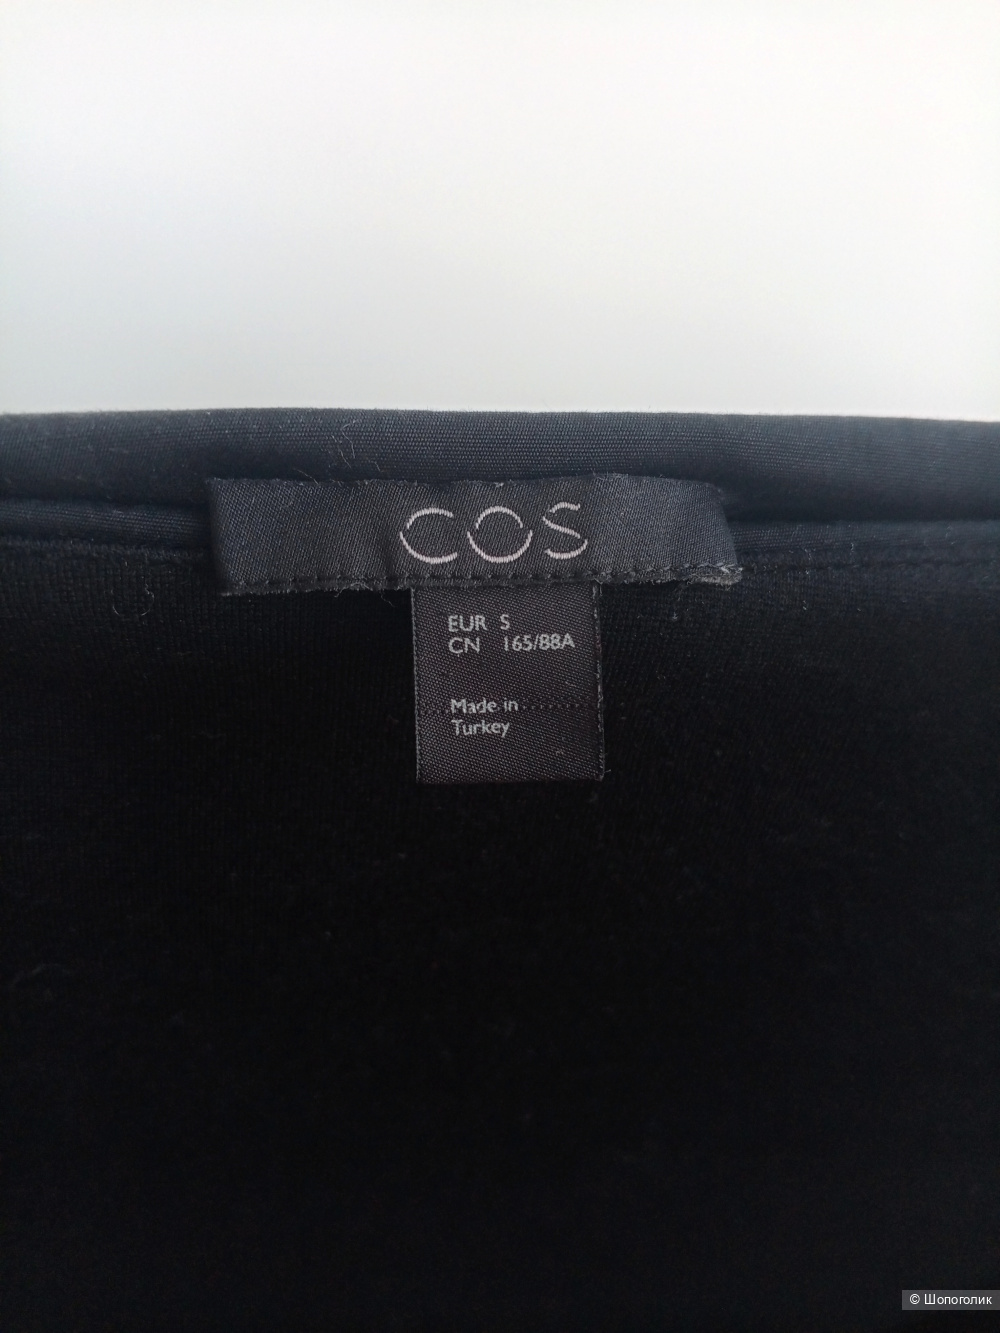 COS
EUR S
CN 165/88A
Made in
Turkey
© Шопоголик